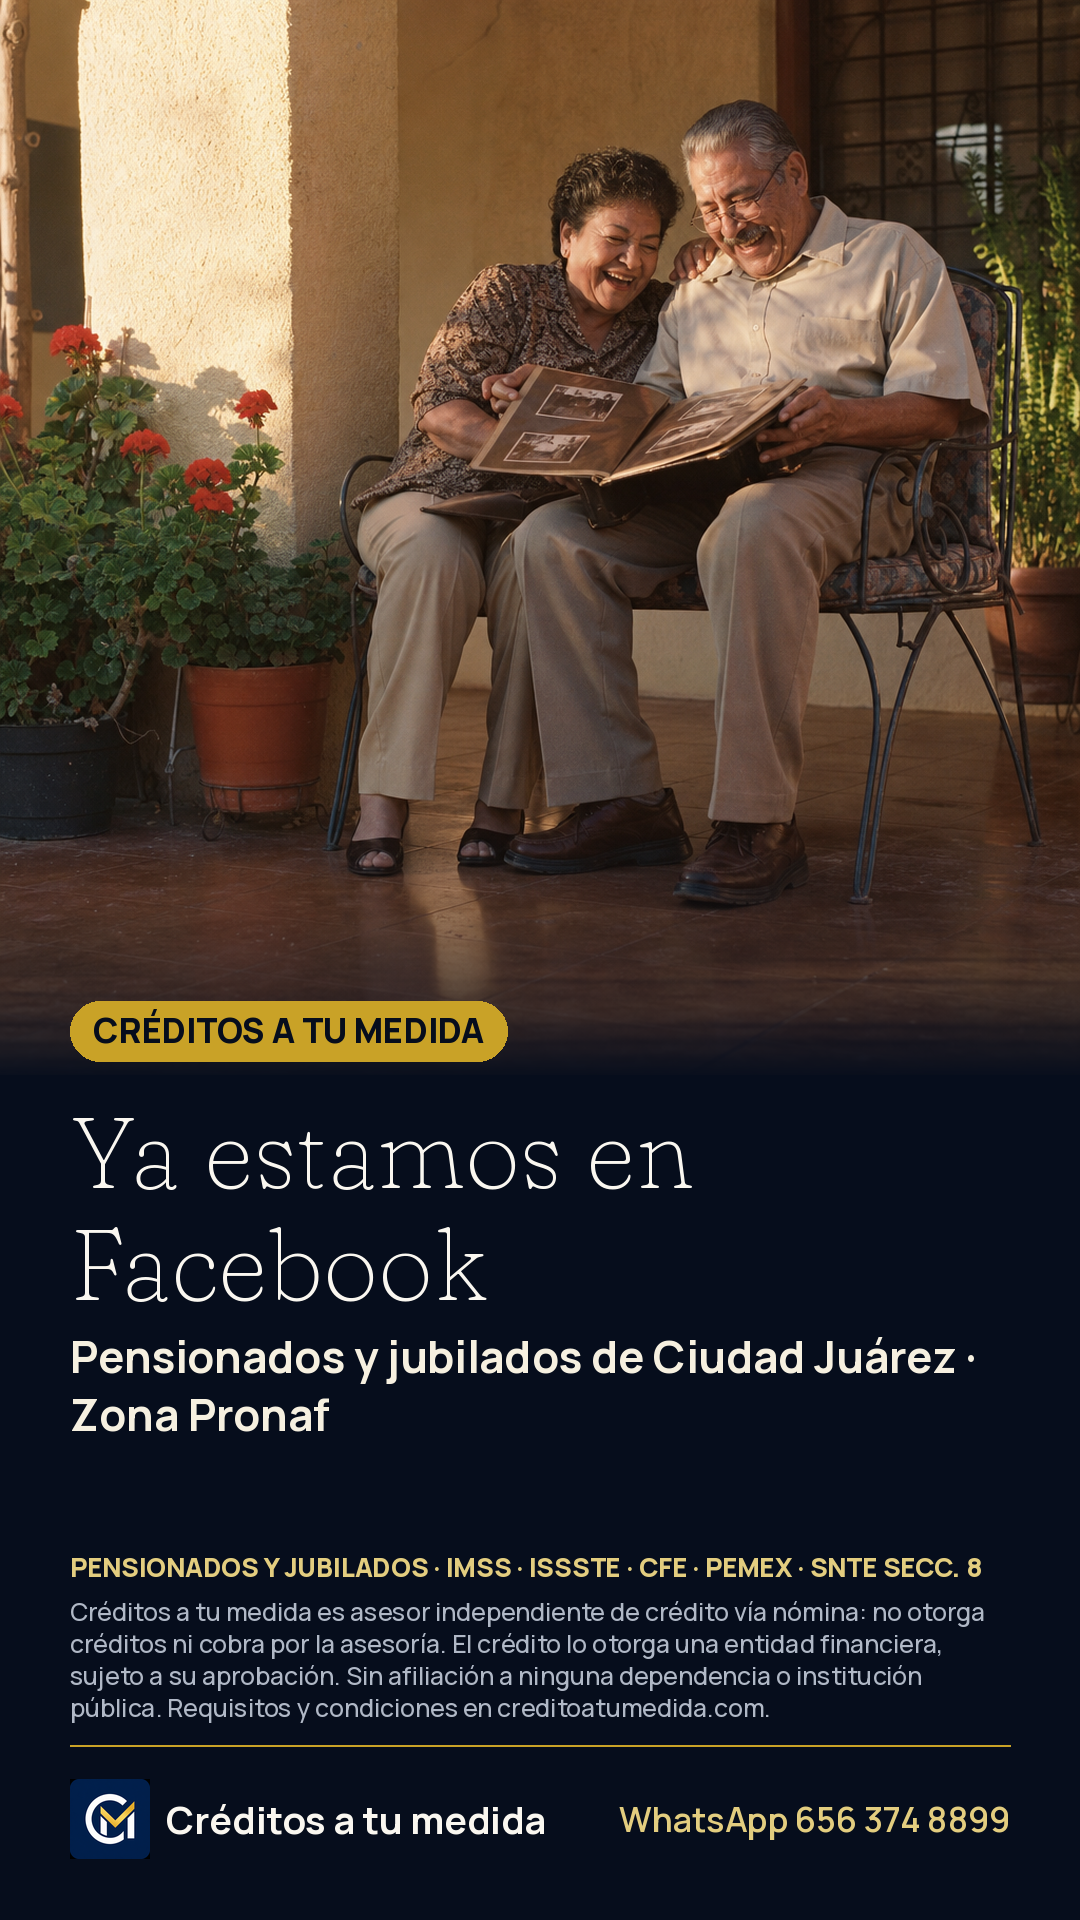 CRÉDITOS A TU MEDIDA
Ya estamos en
Facebook
Pensionados y jubilados de Ciudad Juárez ·
Zona Pronaf
PENSIONADOS Y JUBILADOS · IMSS · ISSSTE · CFE · PEMEX · SNTE SECC. 8
Créditos a tu medida es asesor independiente de crédito vía nómina: no otorga
créditos ni cobra por la asesoría. El crédito lo otorga una entidad financiera,
sujeto a su aprobación. Sin afiliación a ninguna dependencia o institución
pública. Requisitos y condiciones en creditoatumedida.com.
Créditos a tu medida
WhatsApp 656 374 8899